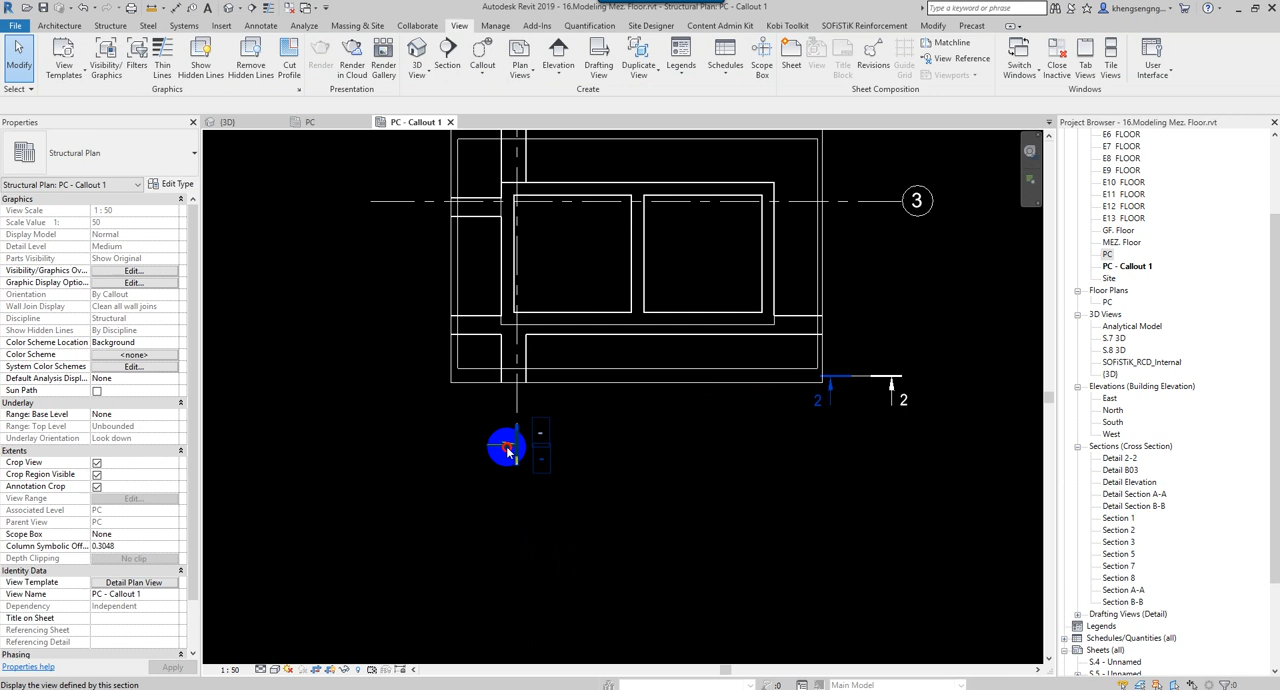 Autodesk Revit 2019 - 16.Modeling Mez. Floor.rvt - Structural Plan: PC - Callout 1
Type a keyword or phrase
khengsengng...
File Architecture Structure Steel Systems Insert Annotate Analyze Massing & Site Collaborate View Manage Add-Ins Quantification Site Designer Content Admin Kit Kobi Toolkit SOFiSTiK Reinforcement Modify Precast
Modify
View Templates
Visibility/ Graphics
Filters
Thin Lines
Show Hidden Lines
Remove Hidden Lines
Cut Profile
Render
Render in Cloud
Render Gallery
3D View
Section
Callout
Plan Views
Elevation
Drafting View
Duplicate View
Legends
Schedules
Scope Box
Sheet
View
Title Block
Revisions
Guide Grid
Matchline
View Reference
Viewports
Switch Windows
Close Inactive
Tab Views
Tile Views
User Interface
Select Graphics Presentation Create Sheet Composition Windows
Properties
{3D} PC PC - Callout 1
Project Browser - 16.Modeling Mez. Floor.rvt
Structural Plan
Structural Plan: PC - Callout 1 Edit Type
Graphics
View Scale 1 : 50
Scale Value 1: 50
Display Model Normal
Detail Level Medium
Parts Visibility Show Original
Visibility/Graphics Ov... Edit...
Graphic Display Optio... Edit...
Orientation By Callout
Wall Join Display Clean all wall joins
Discipline Structural
Show Hidden Lines By Discipline
Color Scheme Location Background
Color Scheme <none>
System Color Schemes Edit...
Default Analysis Displ... None
Sun Path
Underlay
Range: Base Level None
Range: Top Level Unbounded
Underlay Orientation Look down
Extents
Crop View
Crop Region Visible
Annotation Crop
View Range Edit...
Associated Level PC
Parent View PC
Scope Box None
Column Symbolic Off... 0.3048
Depth Clipping No clip
Identity Data
View Template Detail Plan View
View Name PC - Callout 1
Dependency Independent
Title on Sheet
Referencing Sheet
Referencing Detail
Phasing
Properties help Apply
3
2
2
E6 FLOOR
E7 FLOOR
E8 FLOOR
E9 FLOOR
E10 FLOOR
E11 FLOOR
E12 FLOOR
E13 FLOOR
GF. Floor
MEZ. Floor
PC
PC - Callout 1
Site
Floor Plans
PC
3D Views
Analytical Model
S.7 3D
S.8 3D
SOFiSTiK_RCD_Internal
{3D}
Elevations (Building Elevation)
East
North
South
West
Sections (Cross Section)
Detail 2-2
Detail B03
Detail Elevation
Detail Section A-A
Detail Section B-B
Section 1
Section 2
Section 3
Section 5
Section 7
Section 8
Section A-A
Section B-B
Drafting Views (Detail)
Legends
Schedules/Quantities (all)
Sheets (all)
S.4 - Unnamed
S.5 - Unnamed
1 : 50
Display the view defined by this section
:0
Main Model
:0